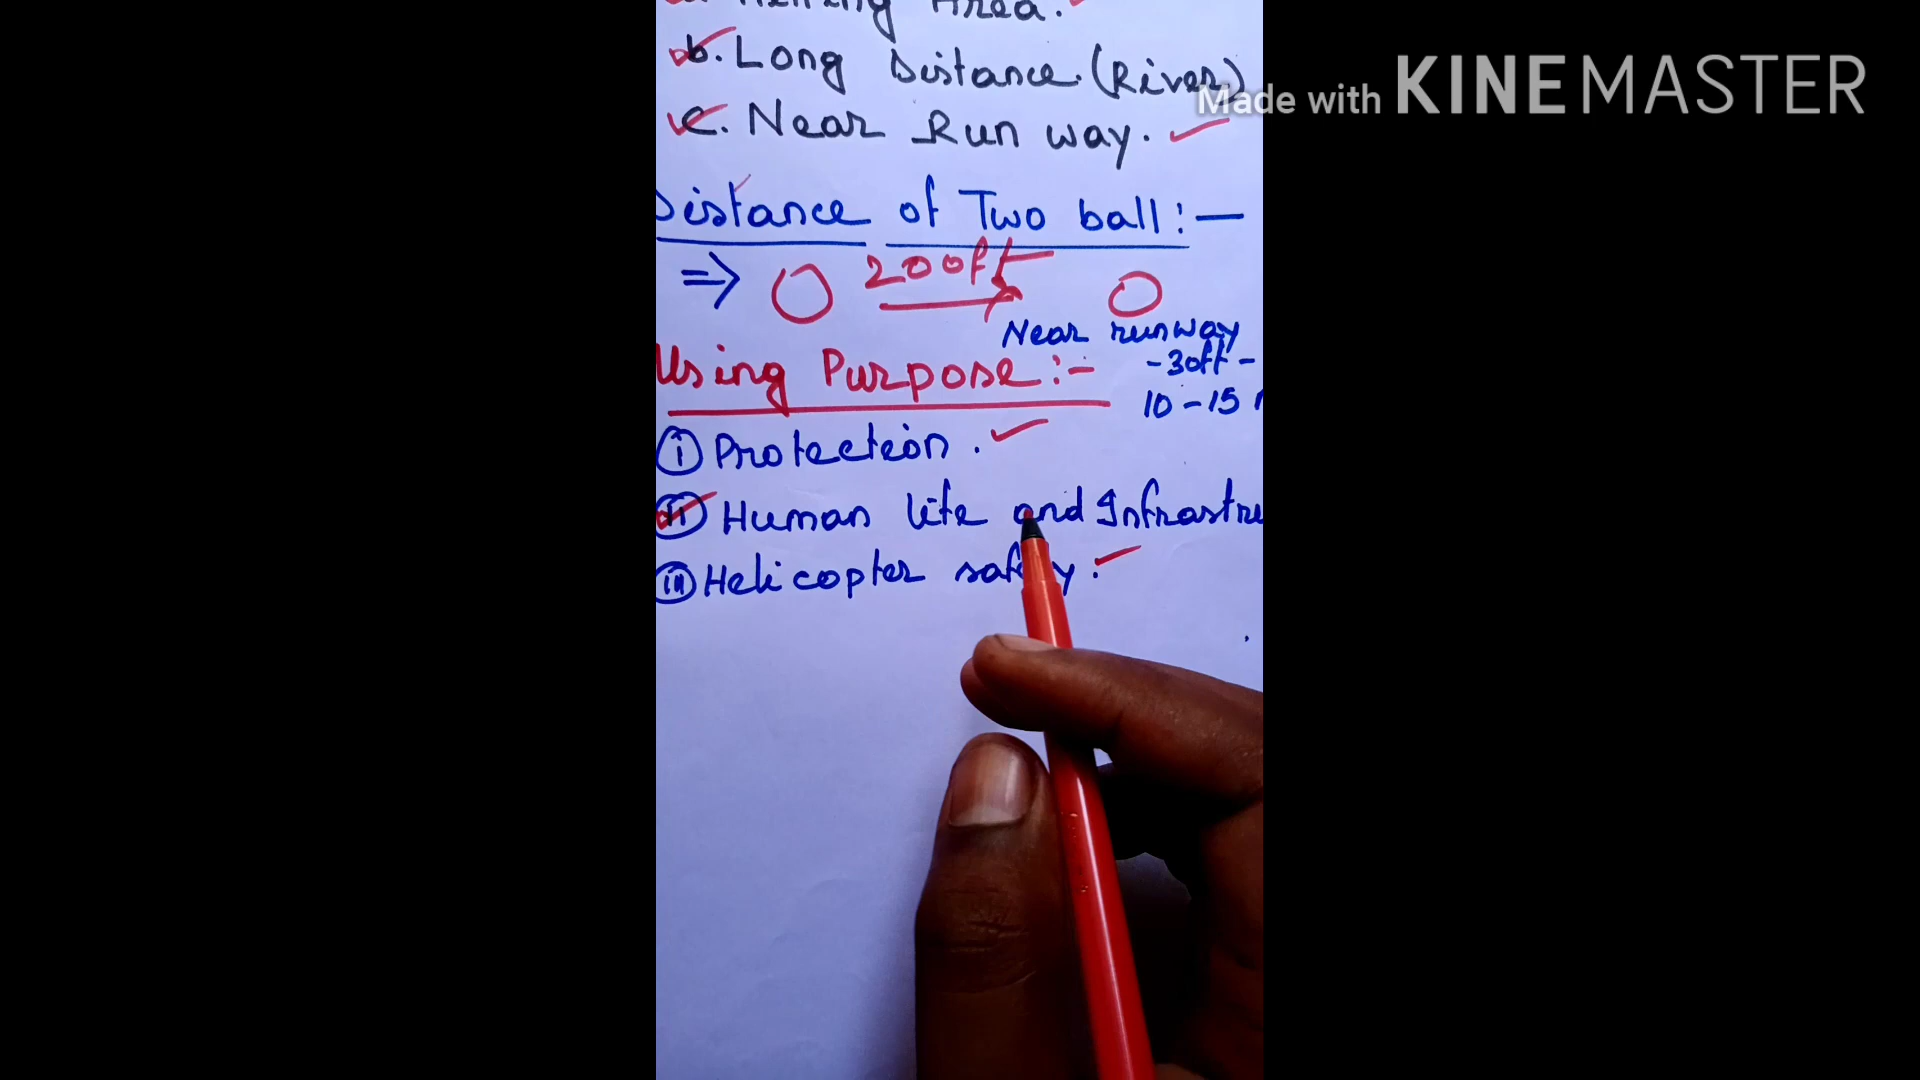 Area.
b. Long Distance. (River)
c. Near Run way.
Distance of Two ball:-
⇒ 200ft
Near runway
-30ft-
10-15
Using Purpose:-
i Protection.
ii Human life and Infrastru
iii Helicopter safety.
Made with KINEMASTER